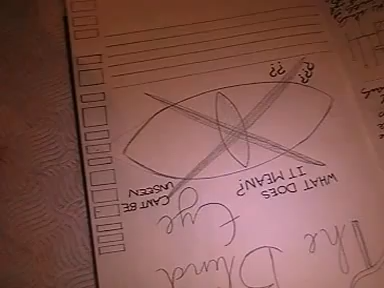 The Blind
Eye
CANT BE
UNSEEN
WHAT DOES
IT MEAN?
???
??